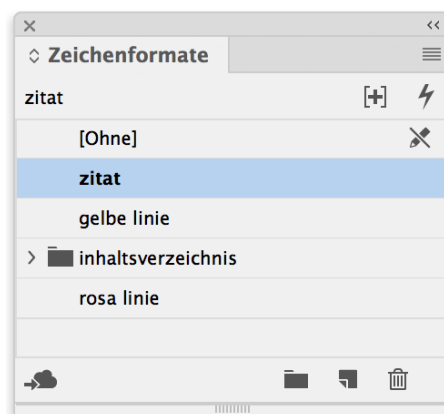 Zeichenformate
zitat
[Ohne]
zitat
gelbe linie
inhaltsverzeichnis
rosa linie